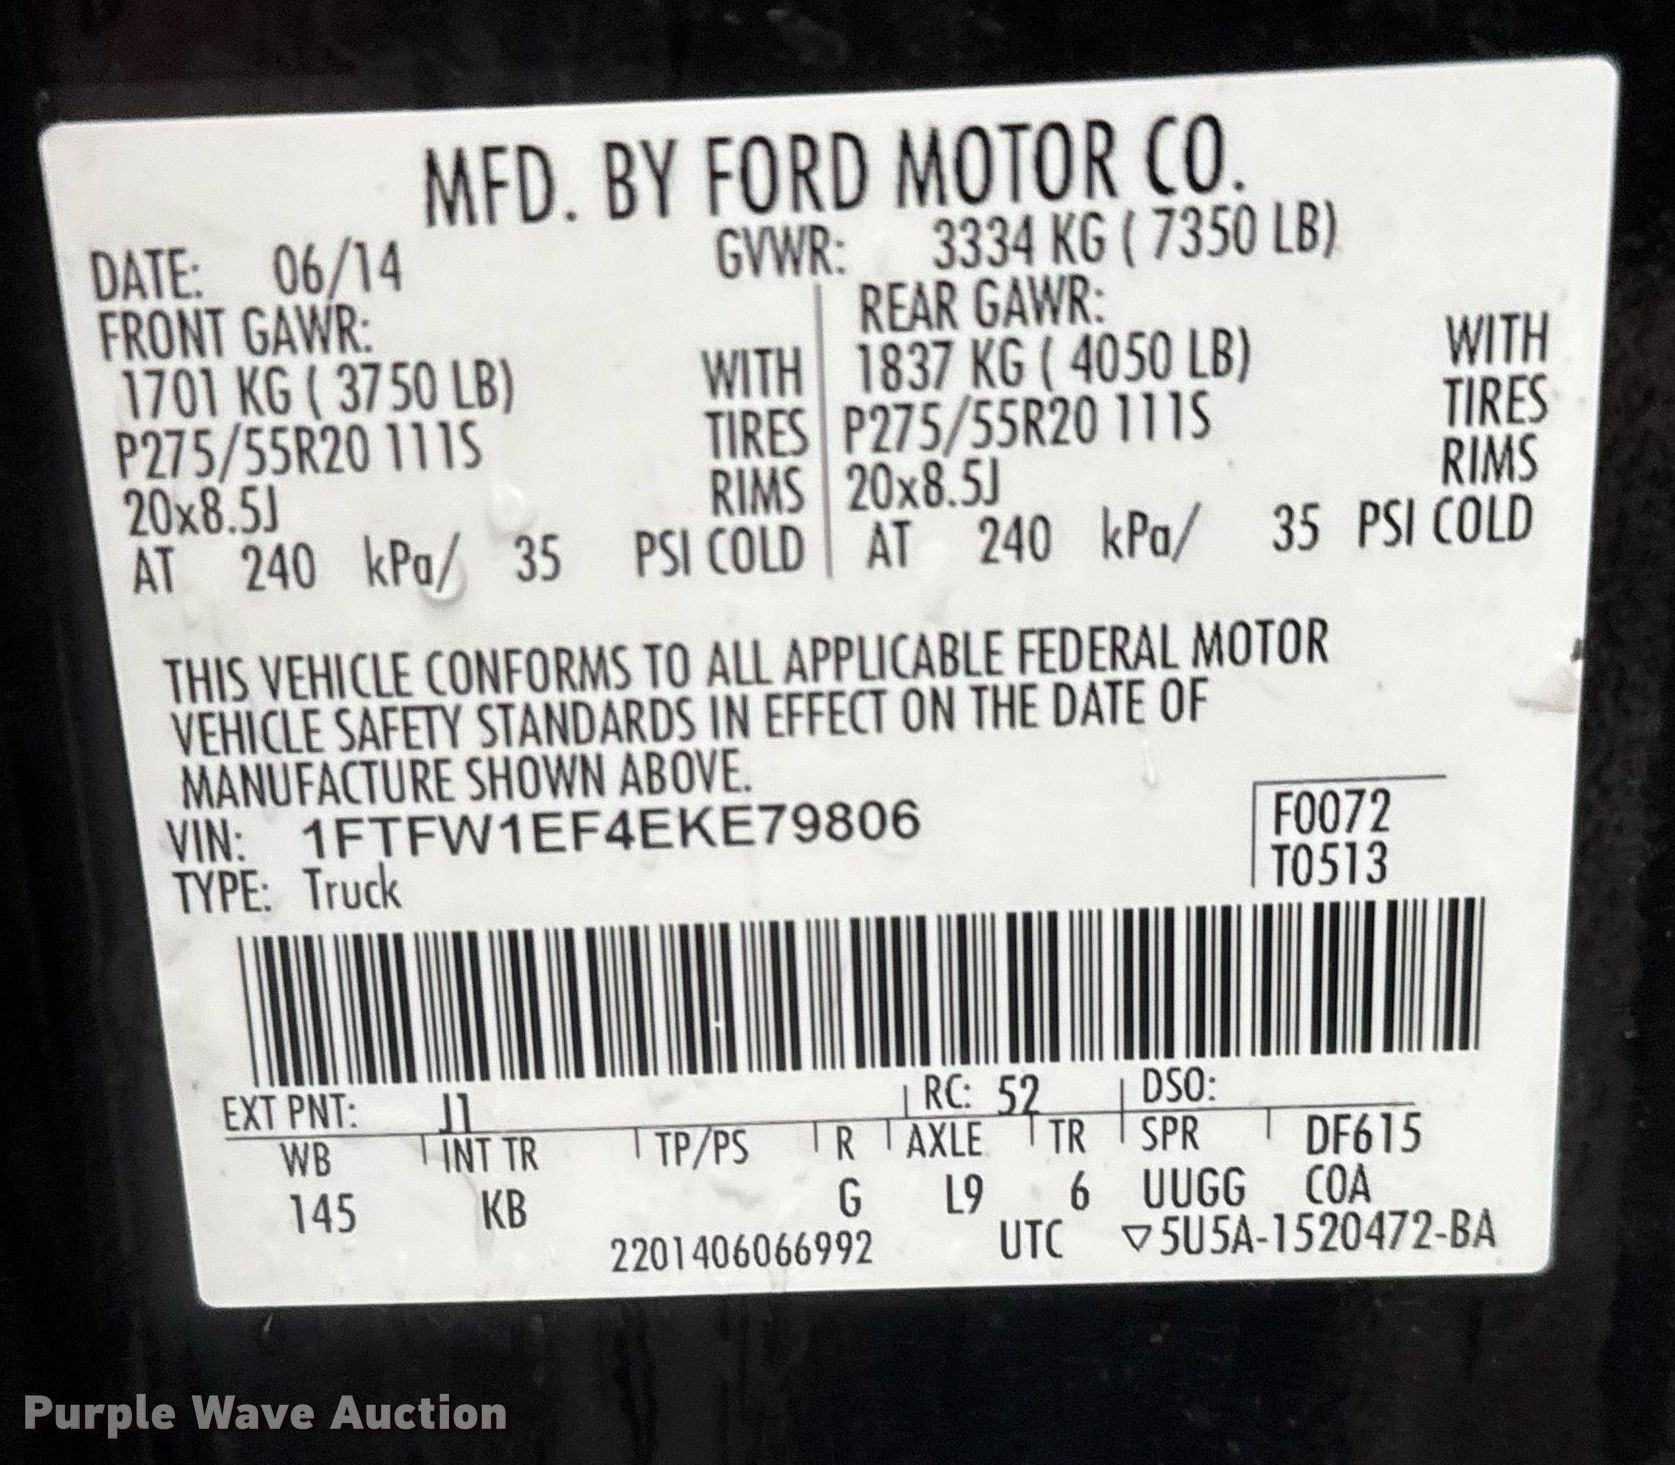 MFD. BY FORD MOTOR CO.
DATE: 06/14 GVWR: 3334 KG ( 7350 LB)
FRONT GAWR: REAR GAWR:
1701 KG ( 3750 LB) WITH 1837 KG ( 4050 LB) WITH
P275/55R20 111S TIRES P275/55R20 111S TIRES
20x8.5J RIMS 20x8.5J RIMS
AT 240 kPa/ 35 PSI COLD AT 240 kPa/ 35 PSI COLD
THIS VEHICLE CONFORMS TO ALL APPLICABLE FEDERAL MOTOR
VEHICLE SAFETY STANDARDS IN EFFECT ON THE DATE OF
MANUFACTURE SHOWN ABOVE.
VIN: 1FTFW1EF4EKE79806 F0072
TYPE: Truck T0513
EXT PNT: J1 RC: 52 DSO:
WB INT TR TP/PS R AXLE TR SPR DF615
145 KB G L9 6 UUGG COA
2201406066992 UTC ▽5U5A-1520472-BA
Purple Wave Auction